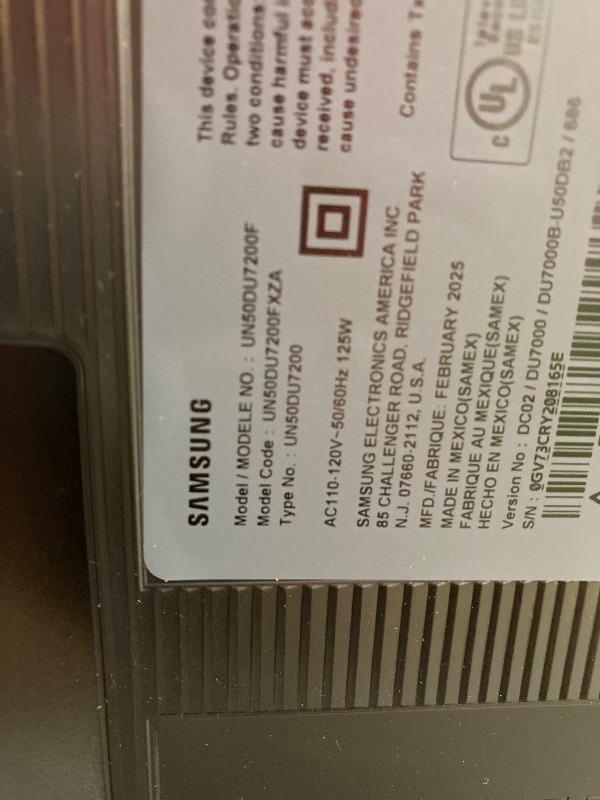 SAMSUNG
Model / MODELE NO. : UN50DU7200F
Model Code : UN50DU7200FXZA
Type No. : UN50DU7200
AC110-120V~50/60Hz 125W
SAMSUNG ELECTRONICS AMERICA INC
85 CHALLENGER ROAD. RIDGEFIELD PARK
N.J. 07660-2112, U.S.A.
MFD./FABRIQUE: FEBRUARY 2025
MADE IN MEXICO(SAMEX)
FABRIQUE AU MEXIQUE(SAMEX)
HECHO EN MEXICO(SAMEX)
Version No : DC02 / DU7000 / DU7000B-U50DB2 / 686
S/N : 0GV73CRY208165E
This device
Rules.
two conditions
cause harmful
device must
received,
cause undesired
Contains
C UL US